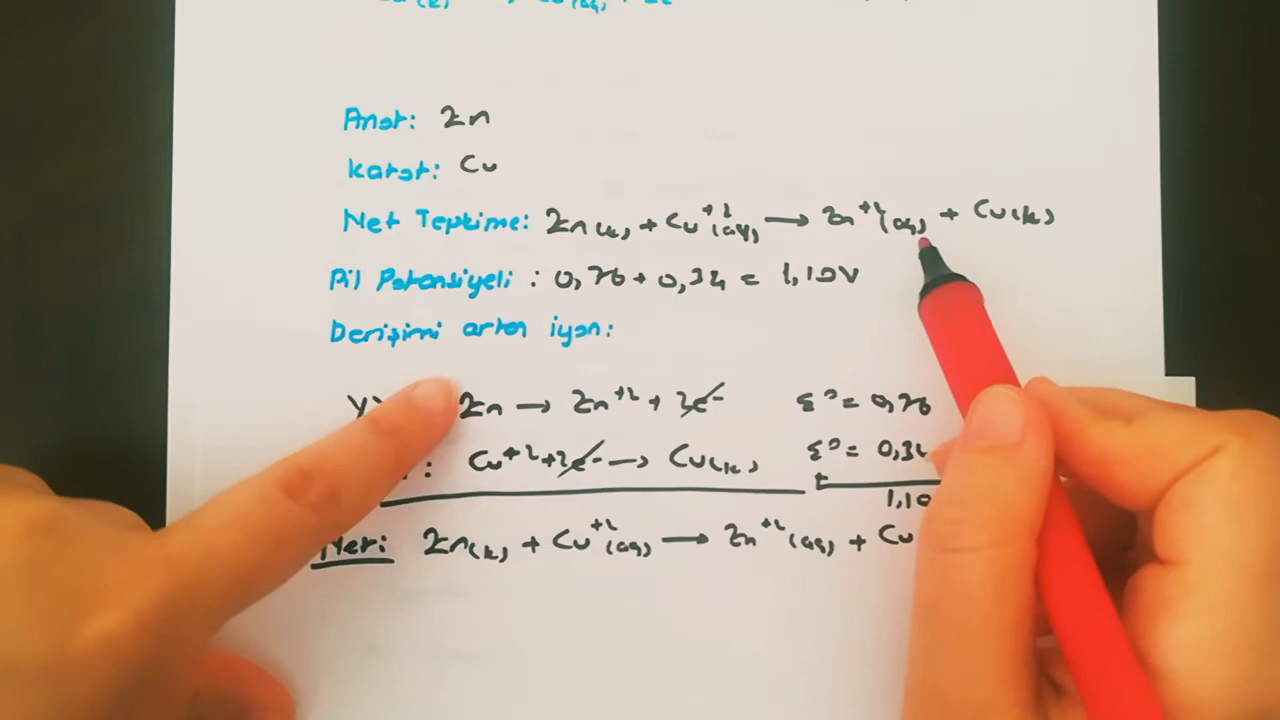 Anot: Zn
Katot: Cu
Net Tepkime: Zn(k) + Cu⁺²(aq) → Zn⁺²(aq) + Cu(k)
Pil Potansiyeli: 0,76 + 0,34 = 1,10V
Derişimi artan iyon:
Zn → Zn⁺² + 2e⁻ ε° = 0,76
: Cu⁺² + 2e⁻ → Cu(k) ε° = 0,34
+
1,10
Net: Zn(k) + Cu⁺²(aq) → Zn⁺²(aq) + Cu